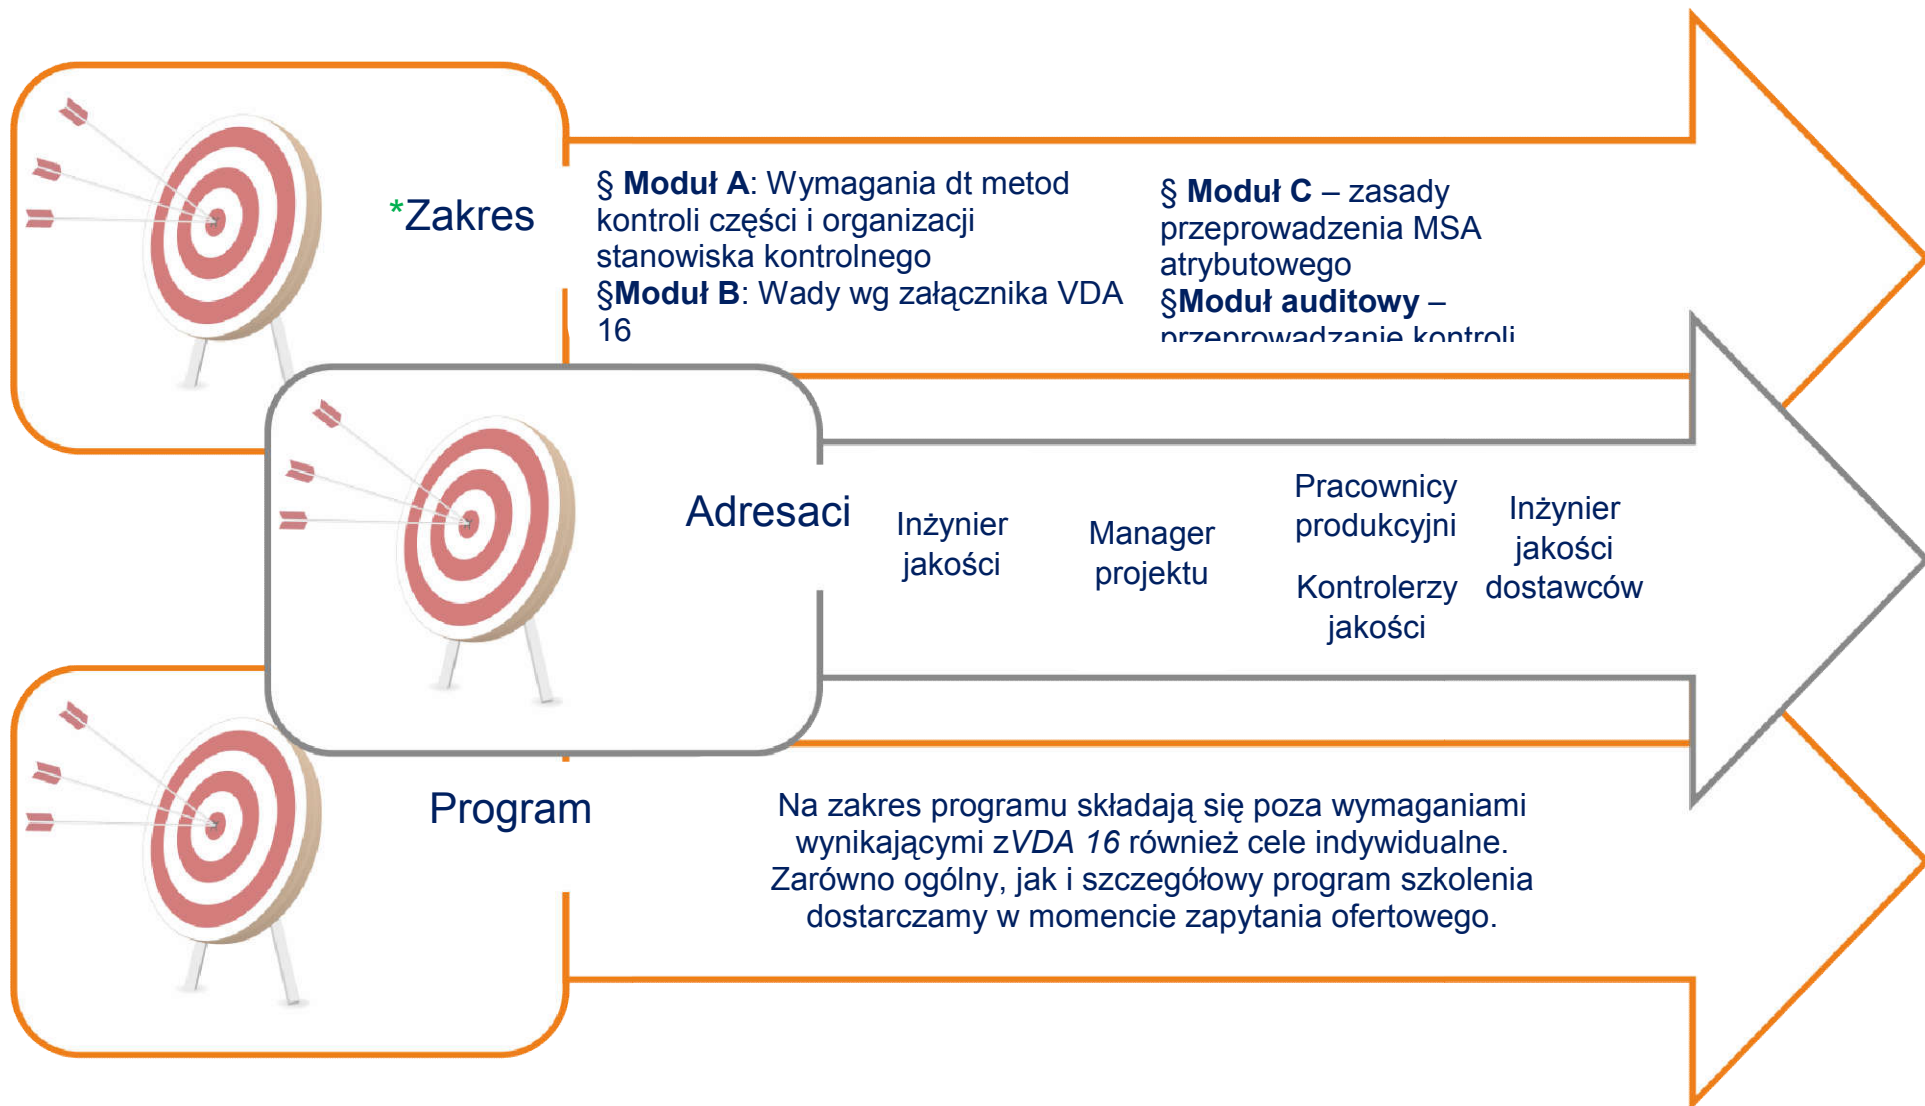 *Zakres
§ Moduł A: Wymagania dt metod
kontroli części i organizacji
stanowiska kontrolnego
§Moduł B: Wady wg załącznika VDA
16
§ Moduł C – zasady
przeprowadzenia MSA
atrybutowego
§Moduł auditowy –
przeprowadzanie kontroli
Adresaci
Inżynier
jakości
Manager
projektu
Pracownicy
produkcyjni
Kontrolerzy
jakości
Inżynier
jakości
dostawców
Program
Na zakres programu składają się poza wymaganiami
wynikającymi zVDA 16 również cele indywidualne.
Zarówno ogólny, jak i szczegółowy program szkolenia
dostarczamy w momencie zapytania ofertowego.